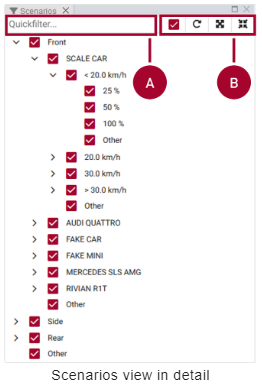 Scenarios
Quickfilter...
A
B
Front
SCALE CAR
< 20.0 km/h
25 %
50 %
100 %
Other
20.0 km/h
30.0 km/h
> 30.0 km/h
Other
AUDI QUATTRO
FAKE CAR
FAKE MINI
MERCEDES SLS AMG
RIVIAN R1T
Other
Side
Rear
Other
Scenarios view in detail